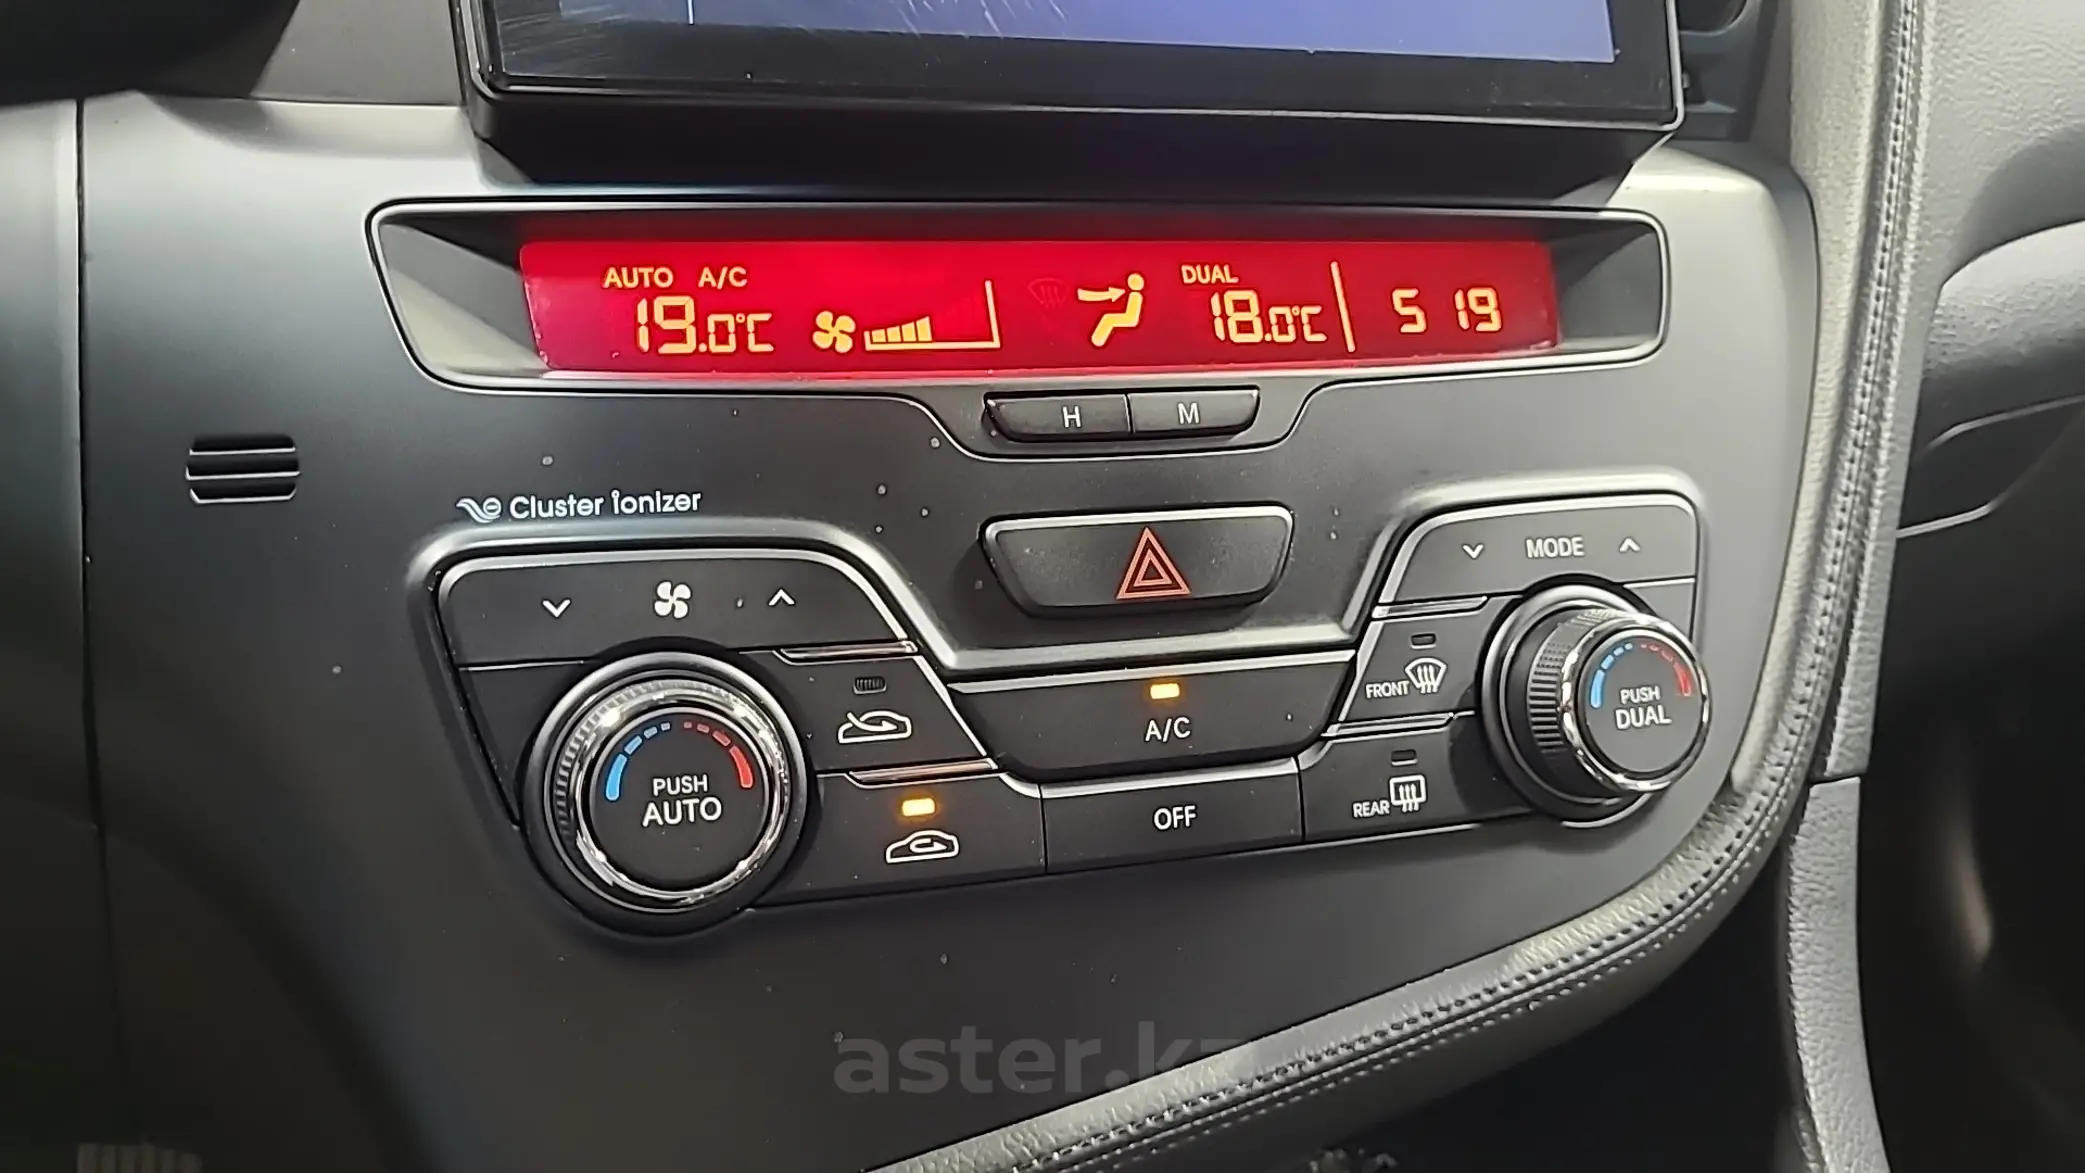 AUTO A/C
19.0°C
DUAL
18.0°C
5 19
H M
Cluster ionizer
MODE
FRONT
PUSH
DUAL
A/C
PUSH
AUTO
OFF
REAR
aster.kz